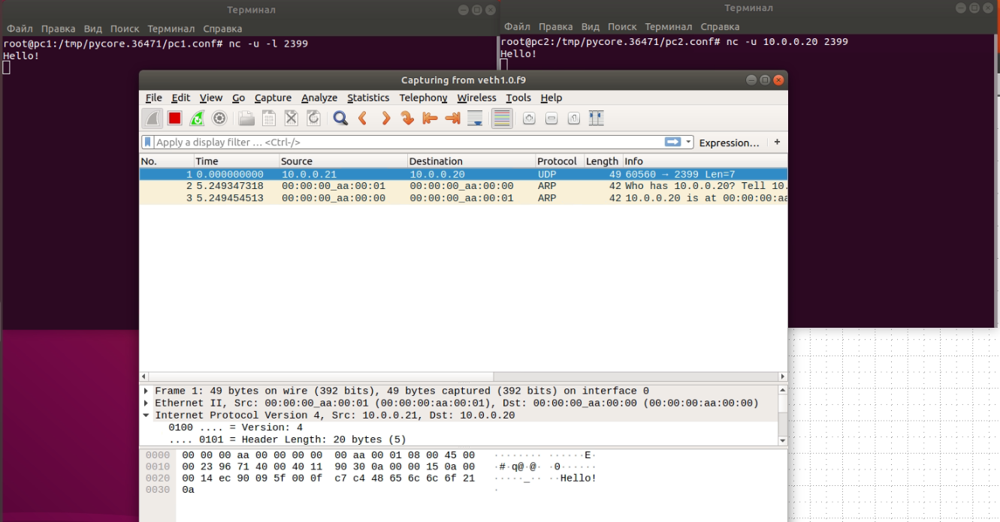 Терминал
Файл Правка Вид Поиск Терминал Справка
root@pc1:/tmp/pycore.36471/pc1.conf# nc -u -l 2399
Hello!
Терминал
Файл Правка Вид Поиск Терминал Справка
root@pc2:/tmp/pycore.36471/pc2.conf# nc -u 10.0.0.20 2399
Hello!
Capturing from veth1.0.f9
File Edit View Go Capture Analyze Statistics Telephony Wireless Tools Help
Apply a display filter … <Ctrl-/> Expression… +
No. Time Source Destination Protocol Length Info
1 0.000000000 10.0.0.21 10.0.0.20 UDP 49 60560 → 2399 Len=7
2 5.249347318 00:00:00_aa:00:01 00:00:00_aa:00:00 ARP 42 Who has 10.0.0.20? Tell 10.
3 5.249454513 00:00:00_aa:00:00 00:00:00_aa:00:01 ARP 42 10.0.0.20 is at 00:00:00:aa
Frame 1: 49 bytes on wire (392 bits), 49 bytes captured (392 bits) on interface 0
Ethernet II, Src: 00:00:00_aa:00:01 (00:00:00:aa:00:01), Dst: 00:00:00_aa:00:00 (00:00:00:aa:00:00)
Internet Protocol Version 4, Src: 10.0.0.21, Dst: 10.0.0.20
0100 .... = Version: 4
.... 0101 = Header Length: 20 bytes (5)
0000 00 00 00 aa 00 00 00 00 00 aa 00 01 08 00 45 00 ········ ······E·
0010 00 23 96 71 40 00 40 11 90 30 0a 00 00 15 0a 00 ·#·q@·@· ·0······
0020 00 14 ec 90 09 5f 00 0f c7 c4 48 65 6c 6c 6f 21 ·····_·· ··Hello!
0030 0a ·